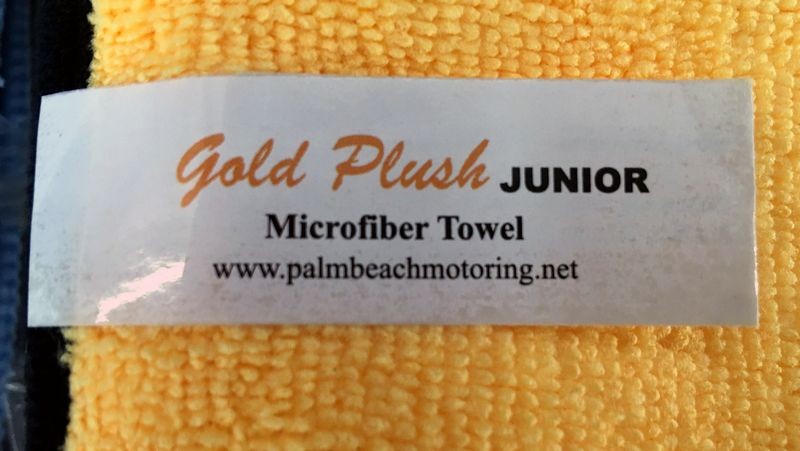 Gold Plush JUNIOR
Microfiber Towel
www.palmbeachmotoring.net